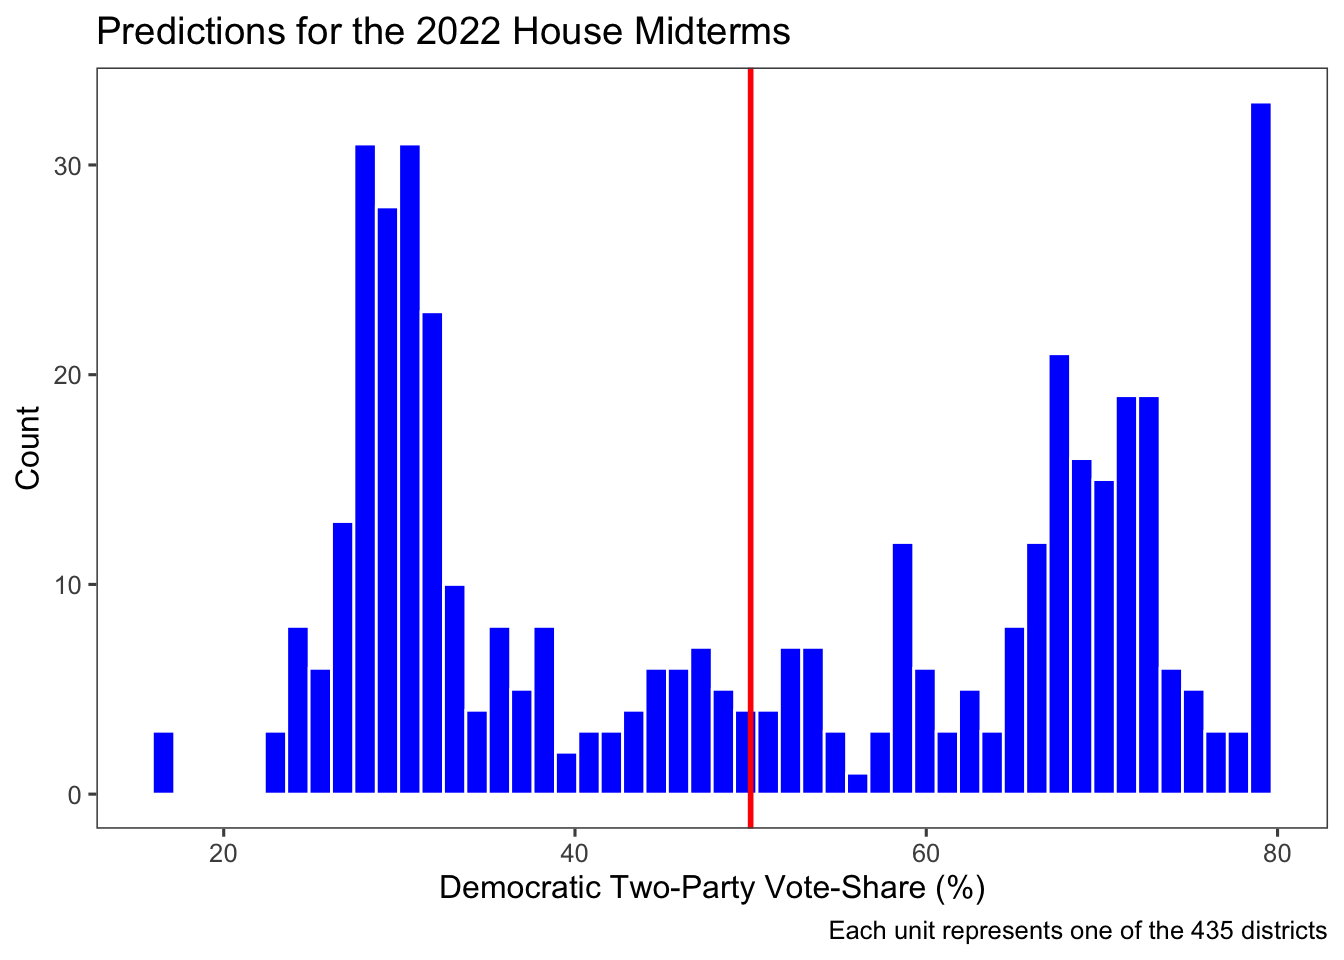 Predictions for the 2022 House Midterms
30
20
10
0
Count
20 40 60 80
Democratic Two-Party Vote-Share (%)
Each unit represents one of the 435 districts